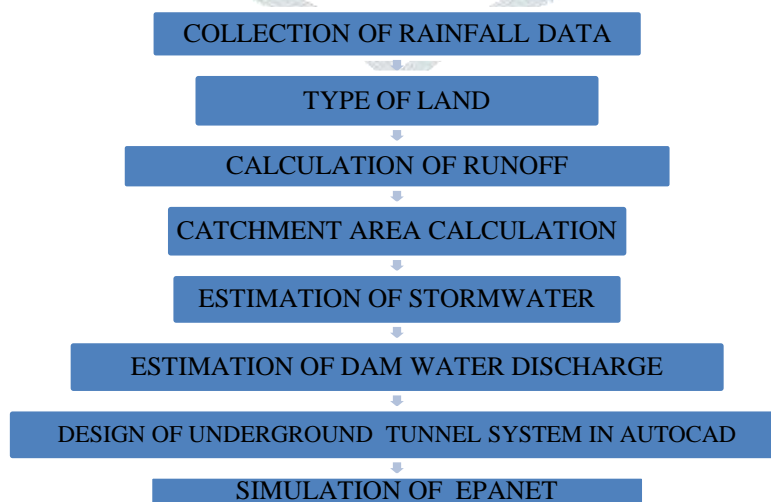 COLLECTION OF RAINFALL DATA
TYPE OF LAND
CALCULATION OF RUNOFF
CATCHMENT AREA CALCULATION
ESTIMATION OF STORMWATER
ESTIMATION OF DAM WATER DISCHARGE
DESIGN OF UNDERGROUND TUNNEL SYSTEM IN AUTOCAD
SIMULATION OF EPANET